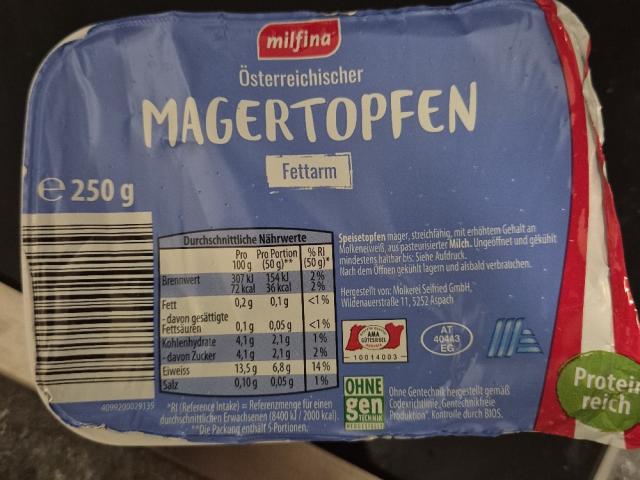 milfina
Österreichischer
MAGERTOPFEN
Fettarm
e 250 g
Durchschnittliche Nährwerte
Pro 100 g Pro Portion (50 g)** % RI (50 g)*
Brennwert 307 kJ 154 kJ 2%
72 kcal 36 kcal 2%
Fett 0,2 g 0,1 g <1%
- davon gesättigte
Fettsäuren 0,1 g 0,05 g <1%
Kohlenhydrate 4,1 g 2,1 g 1%
- davon Zucker 4,1 g 2,1 g 2%
Eiweiss 13,5 g 6,8 g 14%
Salz 0,10 g 0,05 g 1%
*RI (Reference Intake) = Referenzmenge für einen
durchschnittlichen Erwachsenen (8400 kJ / 2000 kcal).
**Die Packung enthält 5 Portionen.
4099200029139
Speisetopfen mager, streichfähig, mit erhöhtem Gehalt an
Molkeneiweiß, aus pasteurisierter Milch. Ungeöffnet und gekühlt
mindestens haltbar bis: Siehe Aufdruck.
Nach dem Öffnen gekühlt lagern und alsbald verbrauchen.
Hergestellt von: Molkerei Seifried GmbH,
Wildenauerstraße 11, 5252 Aspach
AMA
GÜTESIEGEL
10014003
AT
40443
EG
OHNE
gen
TECHNIK
HERGESTELLT
Ohne Gentechnik hergestellt gemäß
Codexrichtlinie „Gentechnikfreie
Produktion". Kontrolle durch BIOS.
Protein
reich